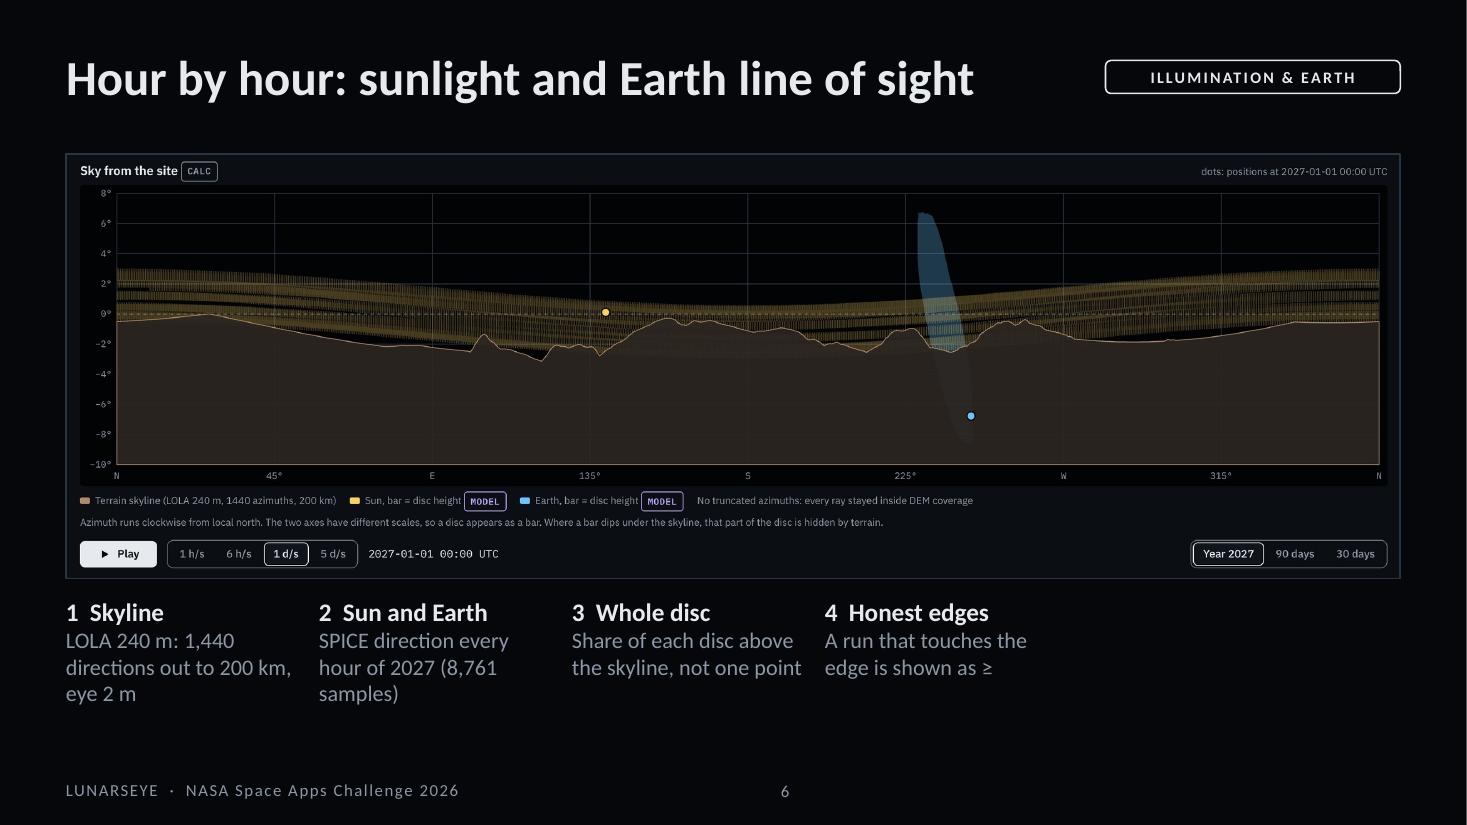 Hour by hour: sunlight and Earth line of sight
ILLUMINATION & EARTH
Sky from the site CALC
dots: positions at 2027-01-01 00:00 UTC
8°
6°
4°
2°
0°
−2°
−4°
−6°
−8°
−10°
N 45° E 135° S 225° W 315° N
Terrain skyline (LOLA 240 m, 1440 azimuths, 200 km) Sun, bar = disc height MODEL Earth, bar = disc height MODEL No truncated azimuths: every ray stayed inside DEM coverage
Azimuth runs clockwise from local north. The two axes have different scales, so a disc appears as a bar. Where a bar dips under the skyline, that part of the disc is hidden by terrain.
Play 1 h/s 6 h/s 1 d/s 5 d/s 2027-01-01 00:00 UTC Year 2027 90 days 30 days
1 Skyline
LOLA 240 m: 1,440
directions out to 200 km,
eye 2 m
2 Sun and Earth
SPICE direction every
hour of 2027 (8,761
samples)
3 Whole disc
Share of each disc above
the skyline, not one point
4 Honest edges
A run that touches the
edge is shown as ≥
LUNARSEYE · NASA Space Apps Challenge 2026
6